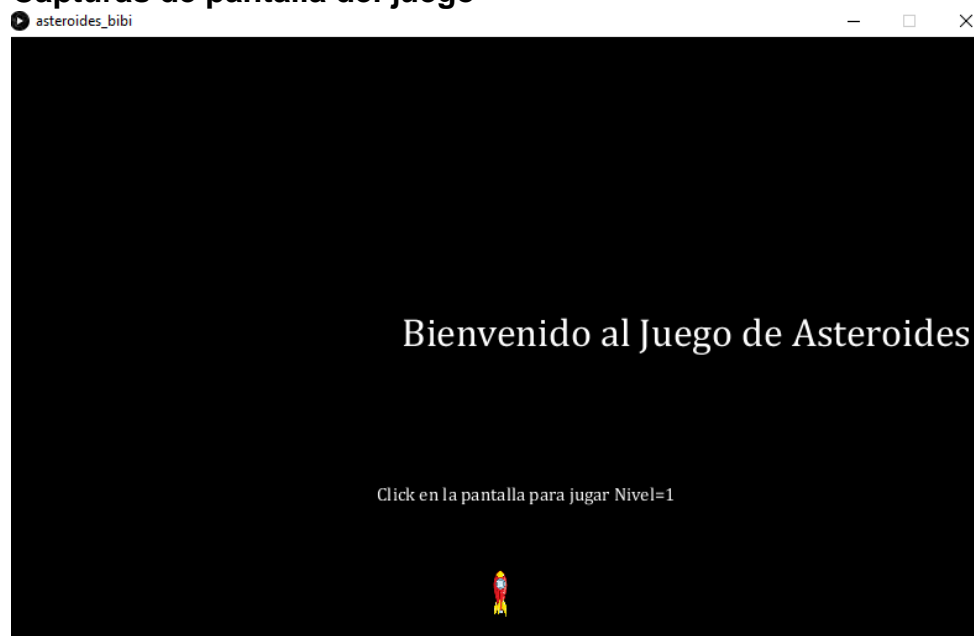 Capturas de pantalla del juego
asteroides_bibi
Bienvenido al Juego de Asteroides
Click en la pantalla para jugar Nivel=1